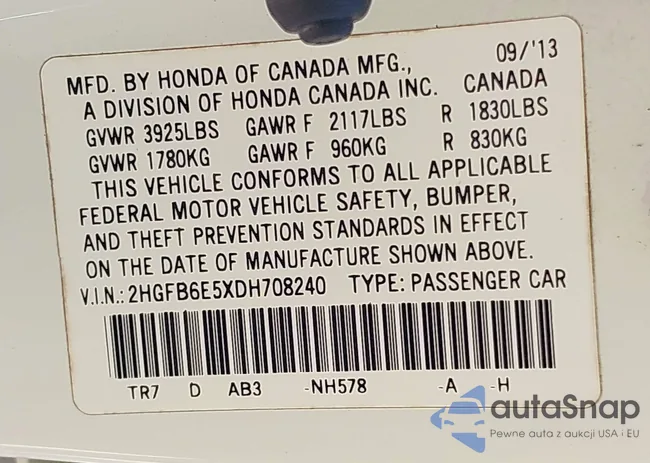 09/'13
MFD. BY HONDA OF CANADA MFG.,
A DIVISION OF HONDA CANADA INC. CANADA
GVWR 3925LBS GAWR F 2117LBS R 1830LBS
GVWR 1780KG GAWR F 960KG R 830KG
THIS VEHICLE CONFORMS TO ALL APPLICABLE
FEDERAL MOTOR VEHICLE SAFETY, BUMPER,
AND THEFT PREVENTION STANDARDS IN EFFECT
ON THE DATE OF MANUFACTURE SHOWN ABOVE.
V.I.N.: 2HGFB6E5XDH708240 TYPE: PASSENGER CAR
TR7 D AB3 -NH578 -A -H
autaSnap
Pewne auta z aukcji USA i EU